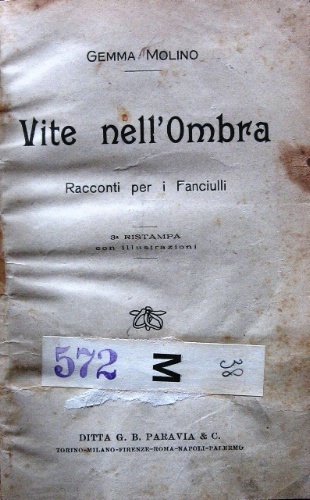 GEMMA MOLINO
Vite nell'Ombra
Racconti per i Fanciulli
3ª RISTAMPA
con illustrazioni
572 M 38
DITTA G. B. PARAVIA & C.
TORINO-MILANO-FIRENZE-ROMA-NAPOLI-PALERMO